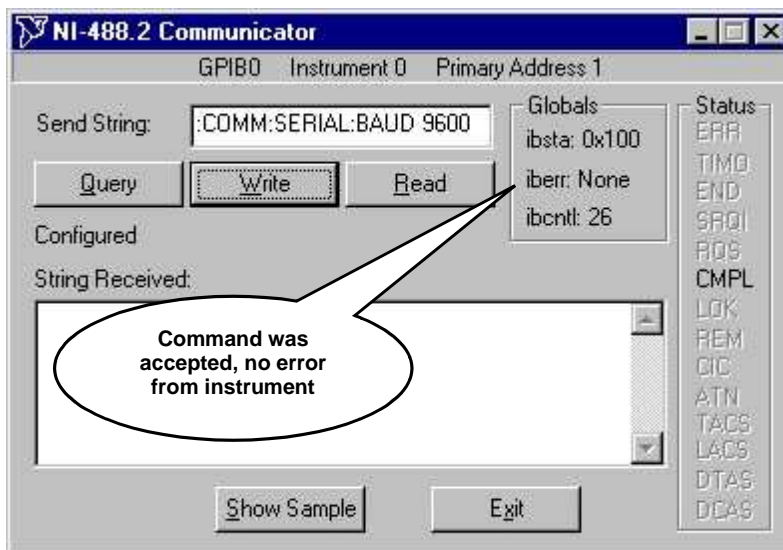 NI-488.2 Communicator
GPIB0 Instrument 0 Primary Address 1
Send String:
:COMM:SERIAL:BAUD 9600
Query Write Read
Configured
String Received:
Globals
ibsta: 0x100
iberr: None
ibcntl: 26
Status
ERR
TIMO
END
SRQI
RQS
CMPL
LOK
REM
CIC
ATN
TACS
LACS
DTAS
DCAS
Command was
accepted, no error
from instrument
Show Sample Exit